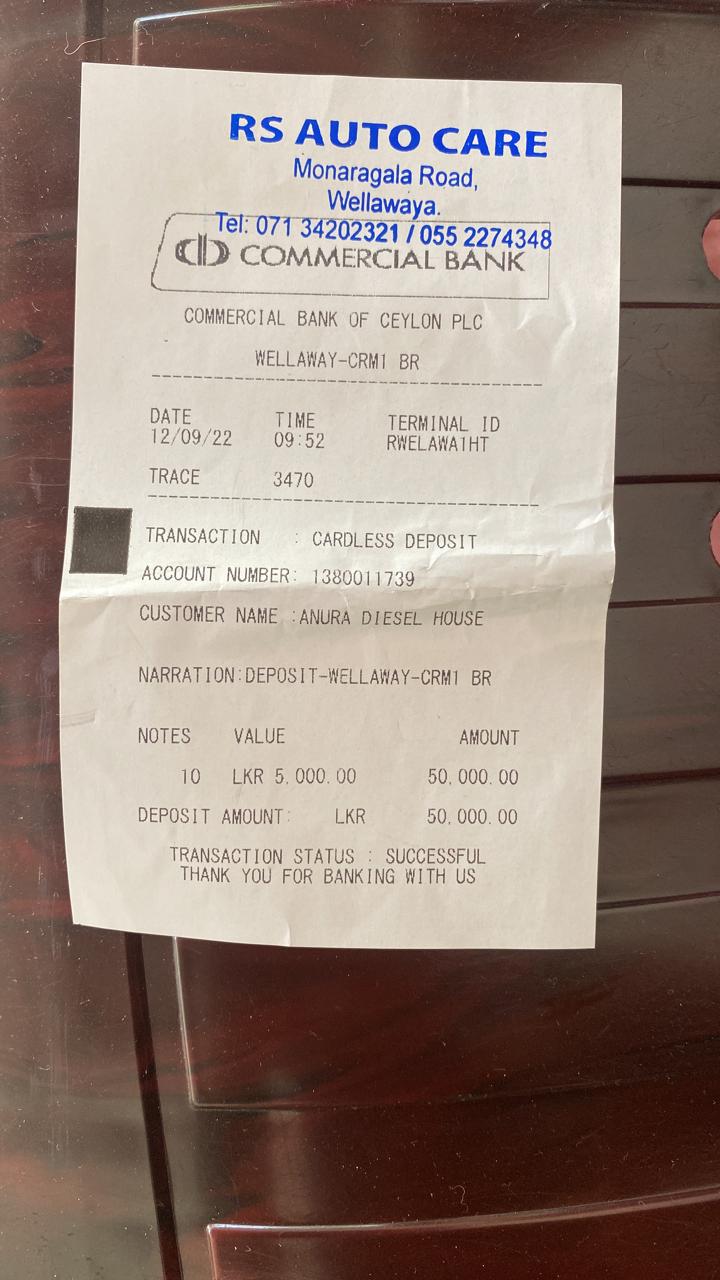 RS AUTO CARE
Monaragala Road,
Wellawaya.
Tel: 071 34202321 / 055 2274348
COMMERCIAL BANK
COMMERCIAL BANK OF CEYLON PLC
WELLAWAY-CRM1 BR
DATE TIME TERMINAL ID
12/09/22 09:52 RWELAWA1HT
TRACE 3470
TRANSACTION : CARDLESS DEPOSIT
ACCOUNT NUMBER: 1380011739
CUSTOMER NAME :ANURA DIESEL HOUSE
NARRATION:DEPOSIT-WELLAWAY-CRM1 BR
NOTES VALUE AMOUNT
10 LKR 5,000.00 50,000.00
DEPOSIT AMOUNT: LKR 50,000.00
TRANSACTION STATUS : SUCCESSFUL
THANK YOU FOR BANKING WITH US